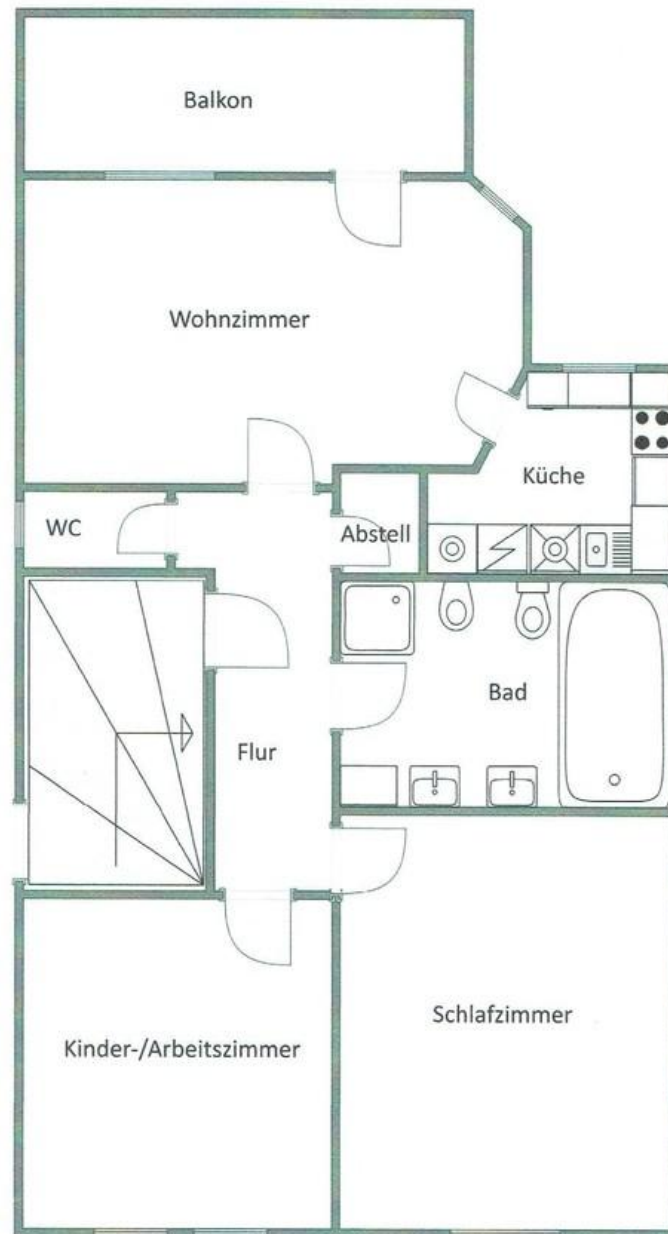 Balkon
Wohnzimmer
Küche
WC
Abstell
Bad
Flur
Schlafzimmer
Kinder-/Arbeitszimmer